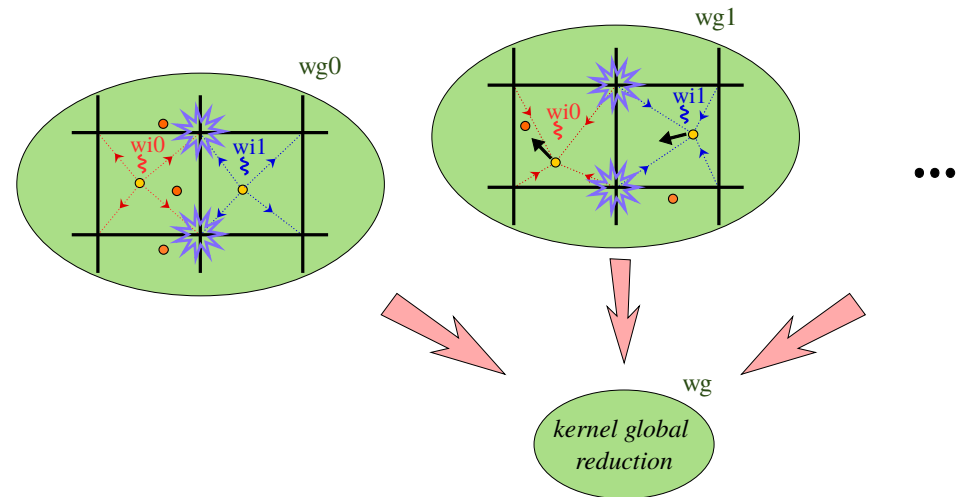 wg0
wi0
wi1
wg1
wi0
wi1
•••
wg
kernel global
reduction